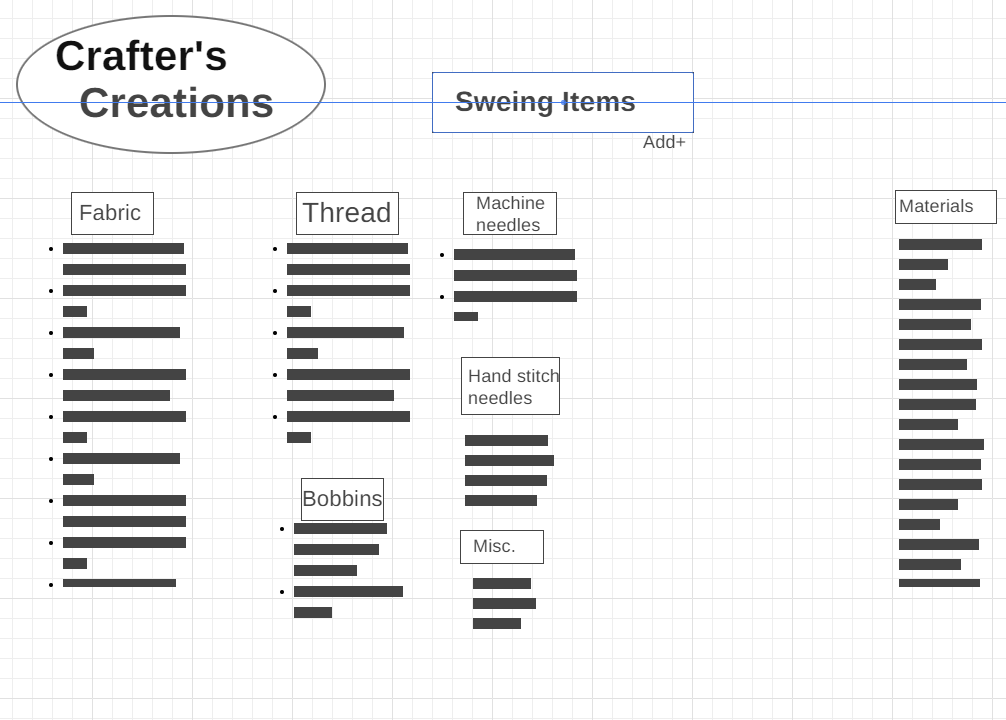 Crafter's
Creations
Sweing Items
Add+
Fabric
Thread
Machine
needles
Materials
Hand stitch
needles
Bobbins
Misc.